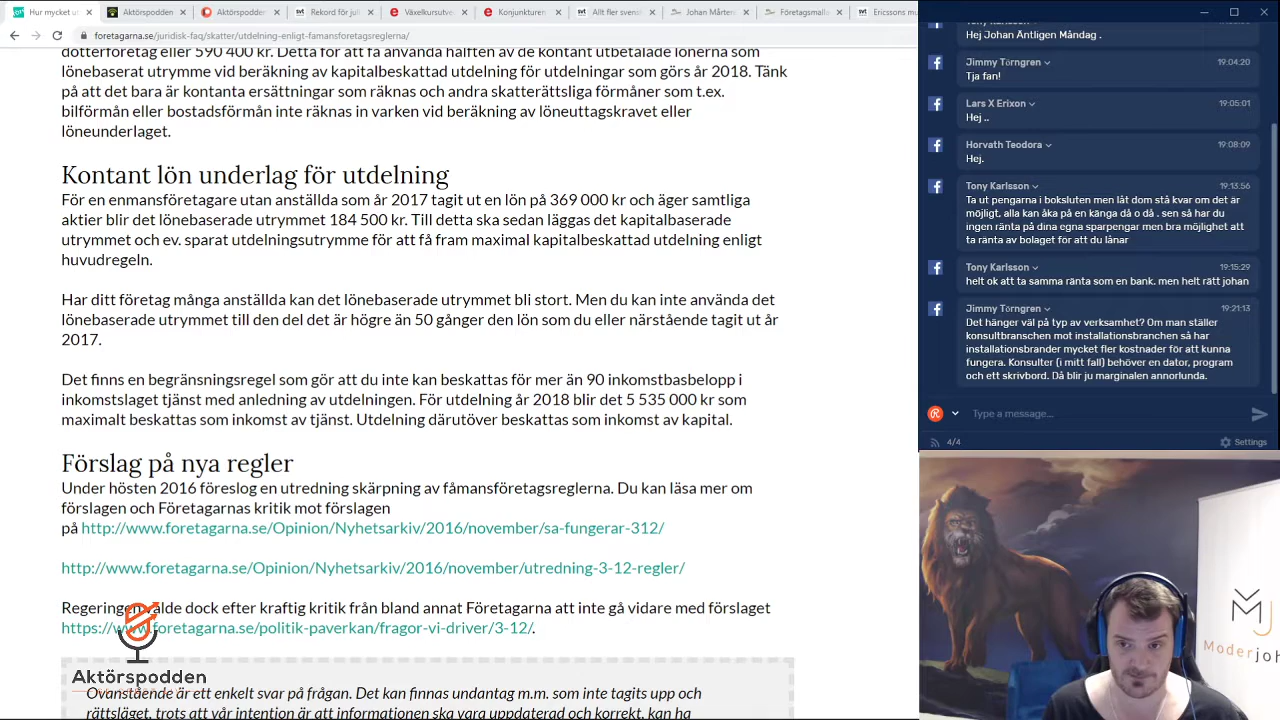 Hur mycket u
Aktörspodden
Aktörspodden
Rekord för jul
Växelkursutve
Konjunkturen
Allt fler svens
Johan Mårten
Företagsmalla
Ericssons mu
foretagarna.se/juridisk-faq/skatter/utdelning-enligt-famansforetagsreglerna/
dotterföretag eller 590 400 kr. Detta för att få använda hälften av de kontant utbetalade lönerna som
lönebaserat utrymme vid beräkning av kapitalbeskattad utdelning för utdelningar som görs år 2018. Tänk
på att det bara är kontanta ersättningar som räknas och andra skatterättsliga förmåner som t.ex.
bilförmån eller bostadsförmån inte räknas in varken vid beräkning av löneuttagskravet eller
löneunderlaget.
Kontant lön underlag för utdelning
För en enmansföretagare utan anställda som år 2017 tagit ut en lön på 369 000 kr och äger samtliga
aktier blir det lönebaserade utrymmet 184 500 kr. Till detta ska sedan läggas det kapitalbaserade
utrymmet och ev. sparat utdelningsutrymme för att få fram maximal kapitalbeskattad utdelning enligt
huvudregeln.
Har ditt företag många anställda kan det lönebaserade utrymmet bli stort. Men du kan inte använda det
lönebaserade utrymmet till den del det är högre än 50 gånger den lön som du eller närstående tagit ut år
2017.
Det finns en begränsningsregel som gör att du inte kan beskattas för mer än 90 inkomstbasbelopp i
inkomstslaget tjänst med anledning av utdelningen. För utdelning år 2018 blir det 5 535 000 kr som
maximalt beskattas som inkomst av tjänst. Utdelning därutöver beskattas som inkomst av kapital.
Förslag på nya regler
Under hösten 2016 föreslog en utredning skärpning av fåmansföretagsreglerna. Du kan läsa mer om
förslagen och Företagarnas kritik mot förslagen
på http://www.foretagarna.se/Opinion/Nyhetsarkiv/2016/november/sa-fungerar-312/
http://www.foretagarna.se/Opinion/Nyhetsarkiv/2016/november/utredning-3-12-regler/
Regeringen valde dock efter kraftig kritik från bland annat Företagarna att inte gå vidare med förslaget
https://www.foretagarna.se/politik-paverkan/fragor-vi-driver/3-12/.
Aktörspodden
Ovanstående är ett enkelt svar på frågan. Det kan finnas undantag m.m. som inte tagits upp och
rättsläget, trots att vår intention är att informationen ska vara uppdaterad och korrekt, kan ha
Tony Karlsson
Hej Johan Äntligen Måndag .
Jimmy Törngren 19:04:20
Tja fan!
Lars X Erixon 19:05:01
Hej ..
Horvath Teodora 19:08:09
Hej.
Tony Karlsson 19:13:56
Ta ut pengarna i boksluten men låt dom stå kvar om det är
möjligt, alla kan åka på en känga då o då . sen så har du
ingen ränta på dina egna sparpengar men bra möjlighet att
ta ränta av bolaget för att du lånar
Tony Karlsson 19:15:29
helt ok att ta samma ränta som en bank. men helt rätt johan
Jimmy Törngren 19:21:13
Det hänger väl på typ av verksamhet? Om man ställer
konsultbranschen mot installationsbranchen så har
installationsbrander mycket fler kostnader för att kunna
fungera. Konsulter (i mitt fall) behöver en dator, program
och ett skrivbord. Då blir ju marginalen annorlunda.
Type a message...
4/4
Settings
Moderjoh